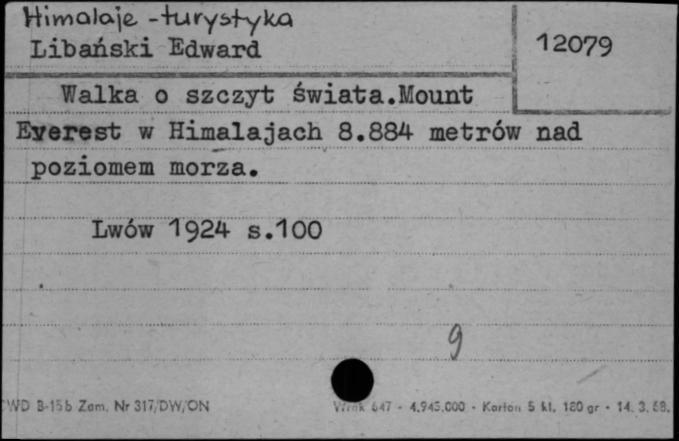 Himalaje - turystyka
Libański Edward
12079
Walka o szczyt świata.Mount
Everest w Himalajach 8.884 metrów nad
poziomem morza.
Lwów 1924 s.100
9
WD B-15b Zam. Nr 317/DW/ON
647 - 4.945.000 - Karton 5 kl. 180 gr - 14. 3. 68.